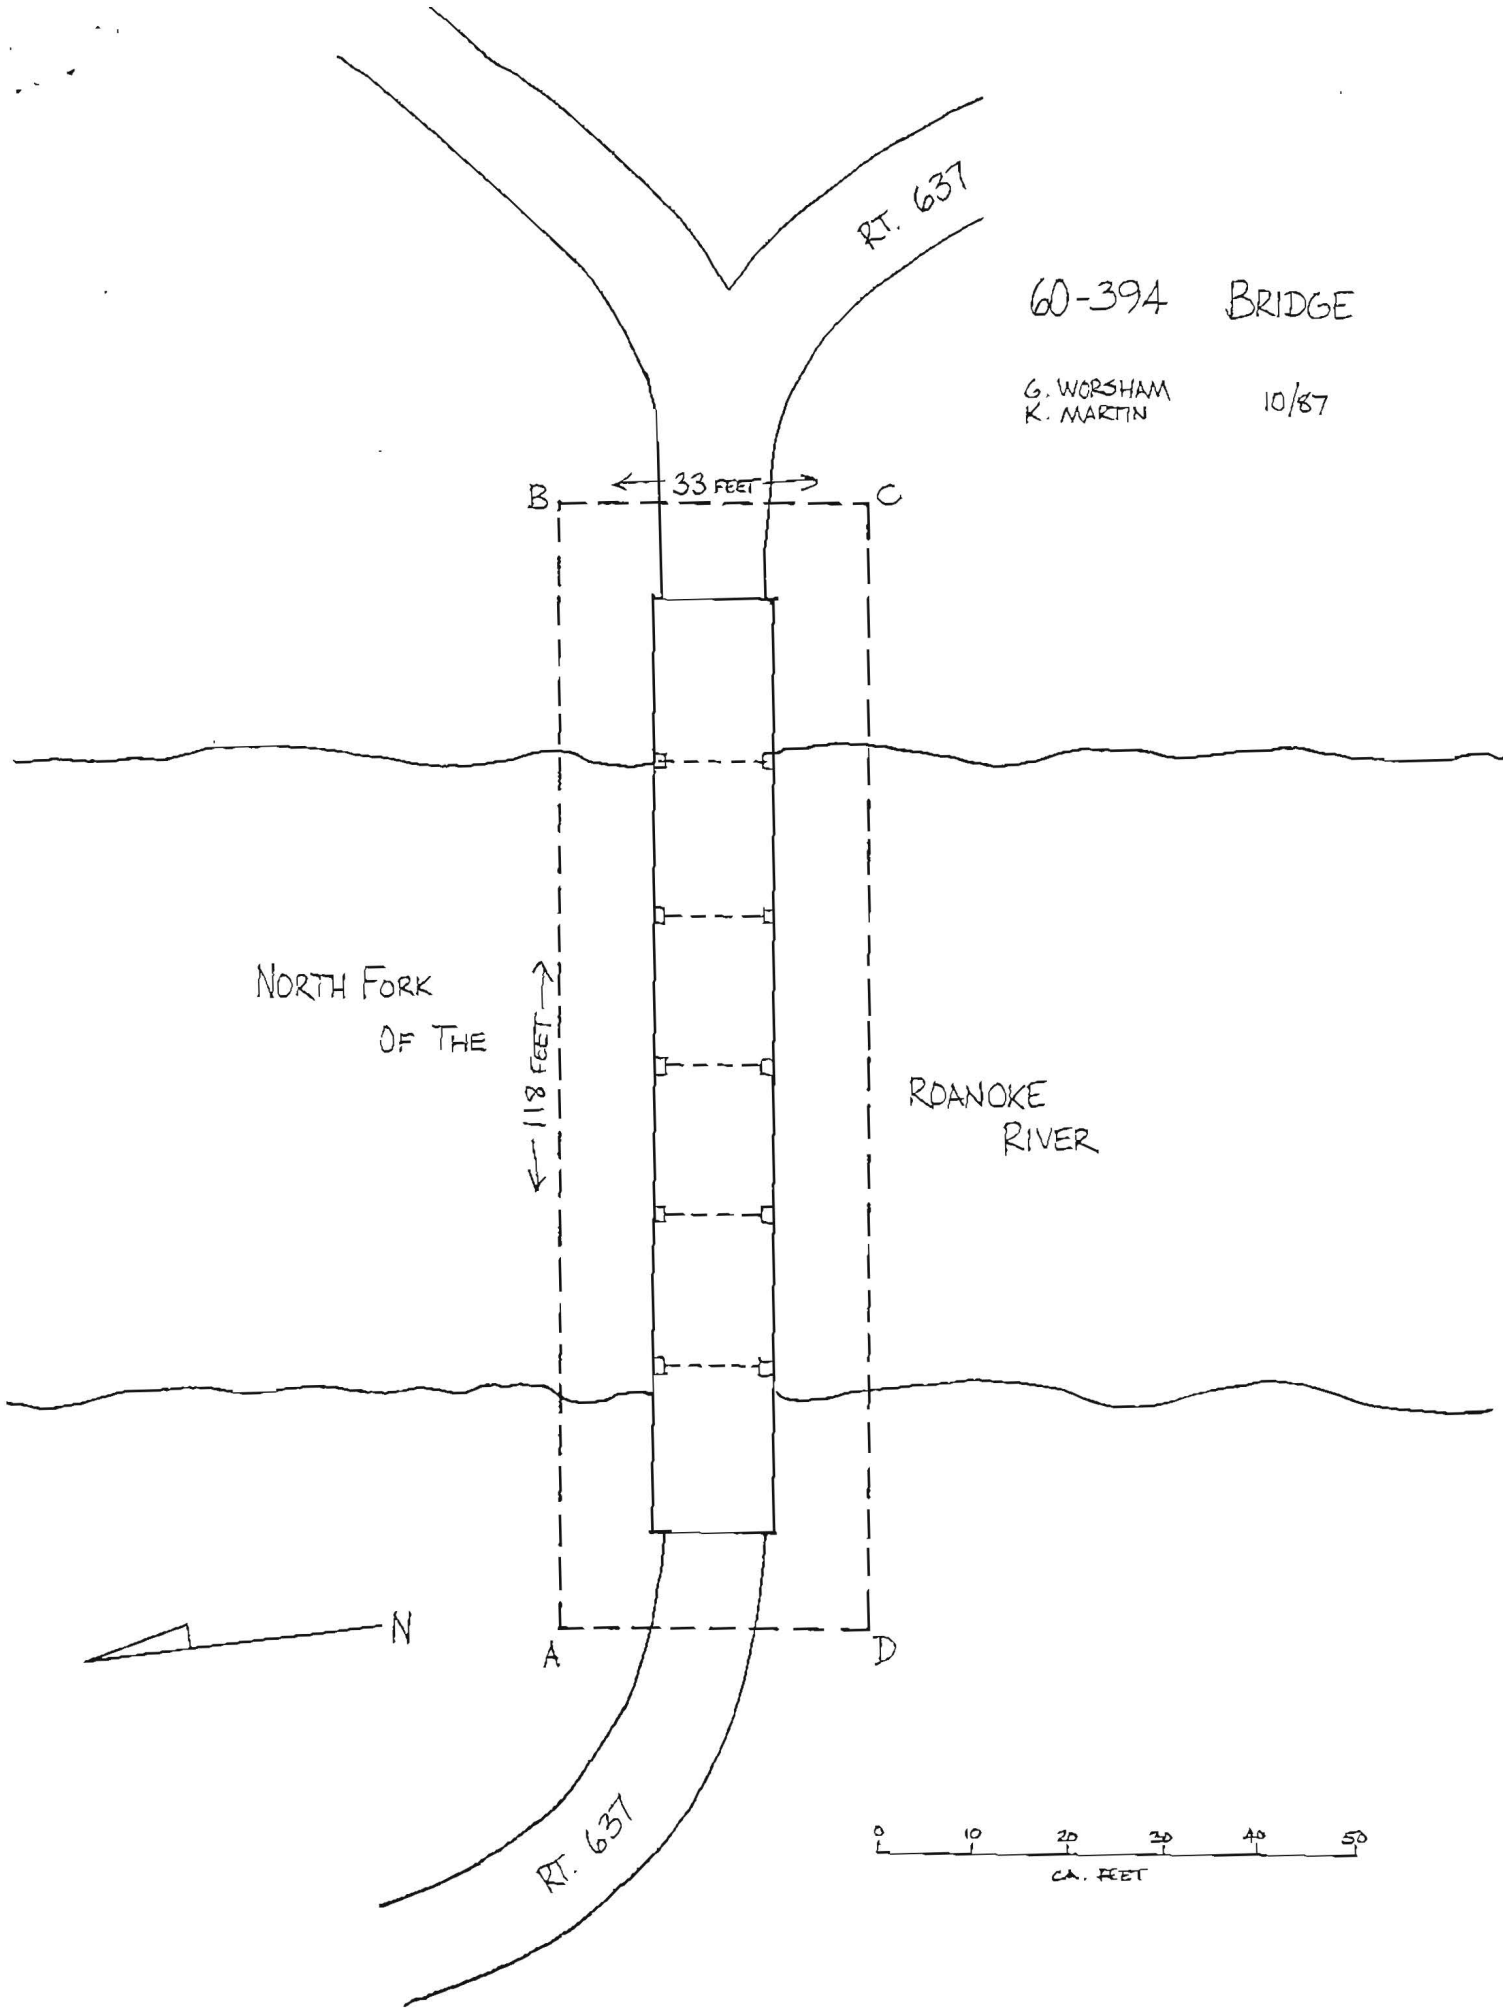 RT. 637
60-394 BRIDGE
G. WORSHAM
K. MARTIN
10/87
33 FEET
B
C
NORTH FORK
OF THE
118 FEET
ROANOKE
RIVER
N
A
D
RT. 637
0 10 20 30 40 50
CA. FEET